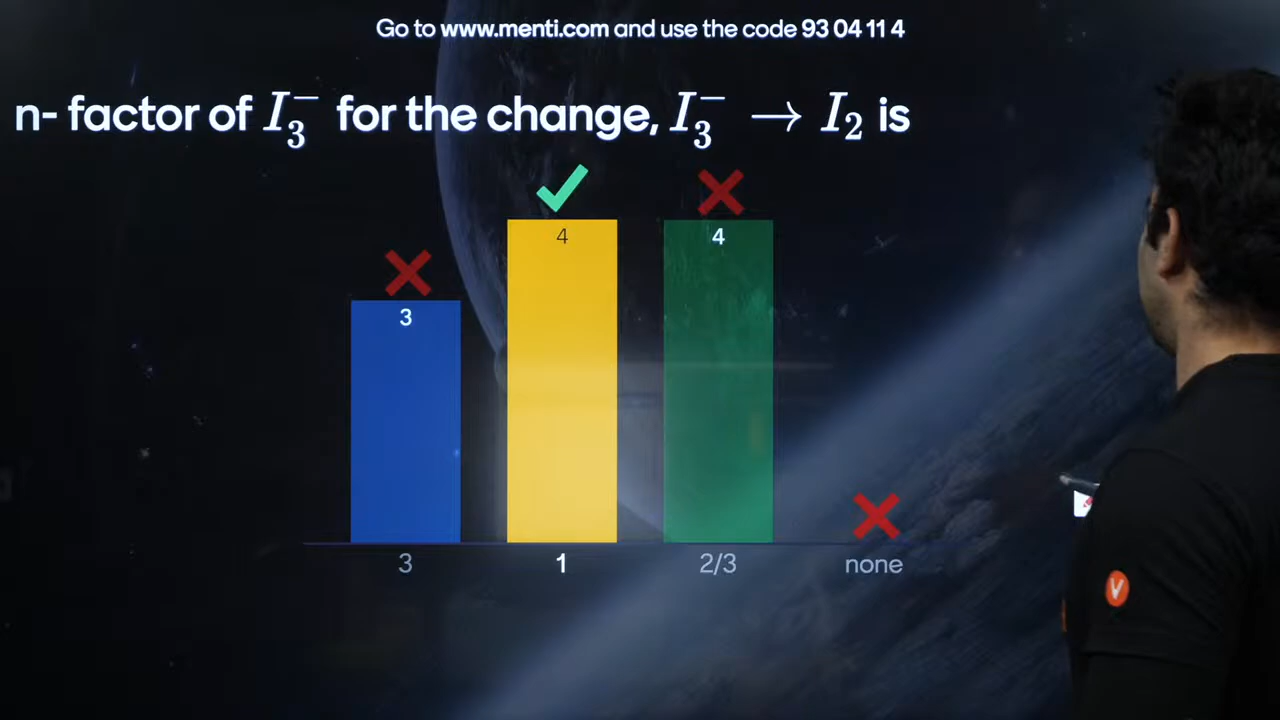 Go to www.menti.com and use the code 93 04 11 4
n- factor of I₃⁻ for the change, I₃⁻ → I₂ is
3 4 4
3 1 2/3 none
V